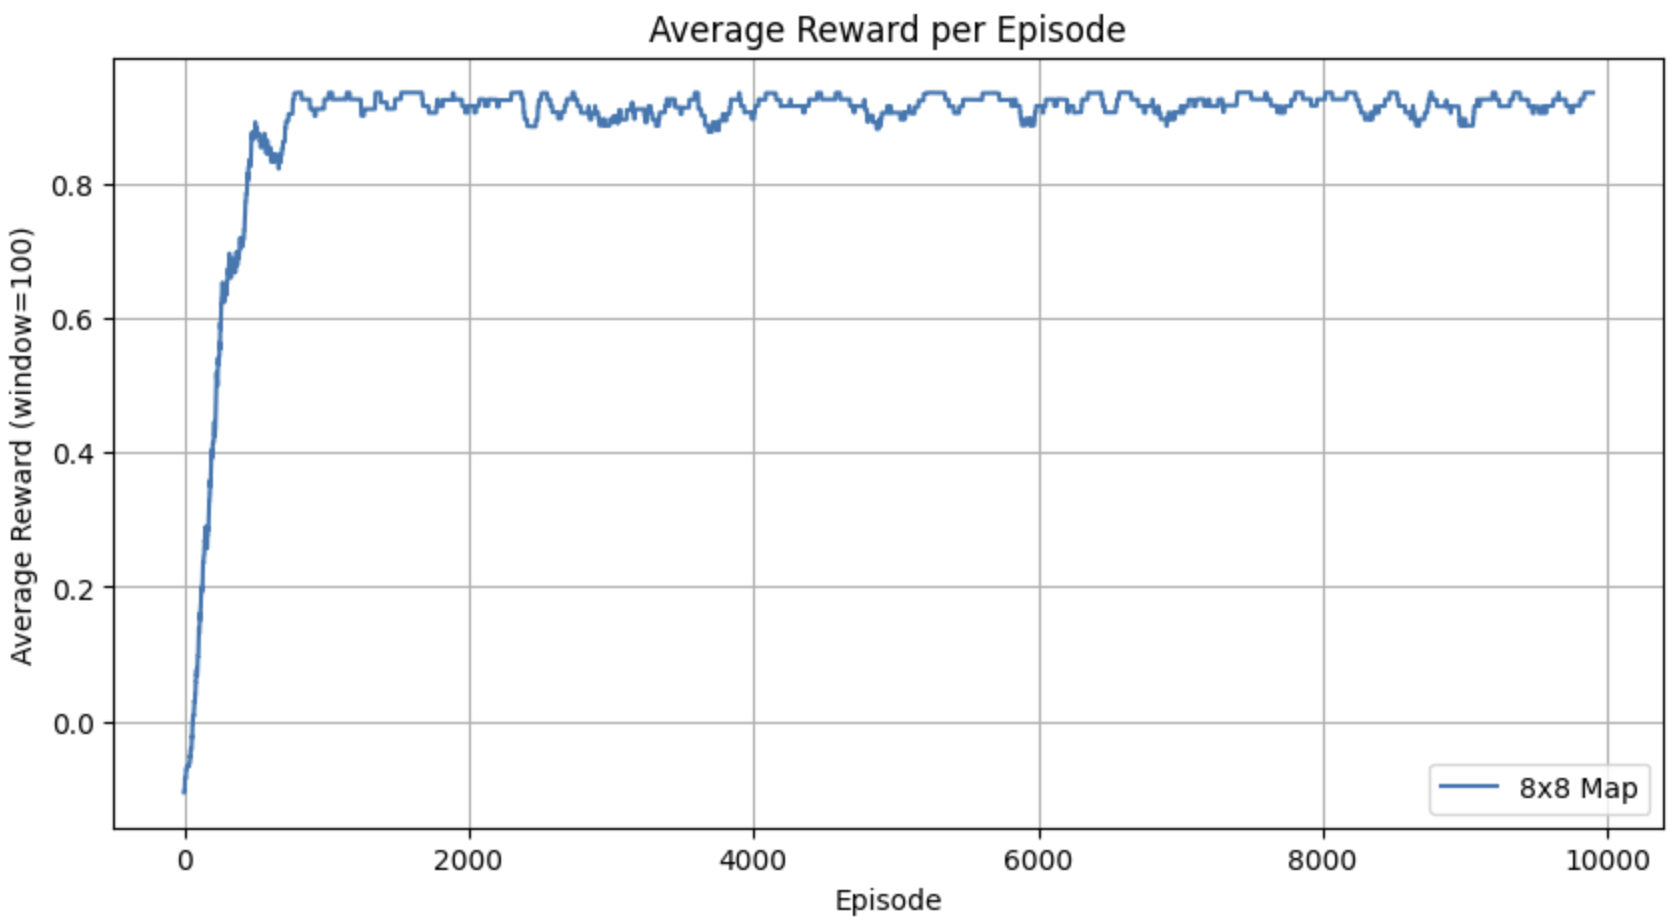 Average Reward per Episode
Average Reward (window=100)
0.8
0.6
0.4
0.2
0.0
8x8 Map
0 2000 4000 6000 8000 10000
Episode